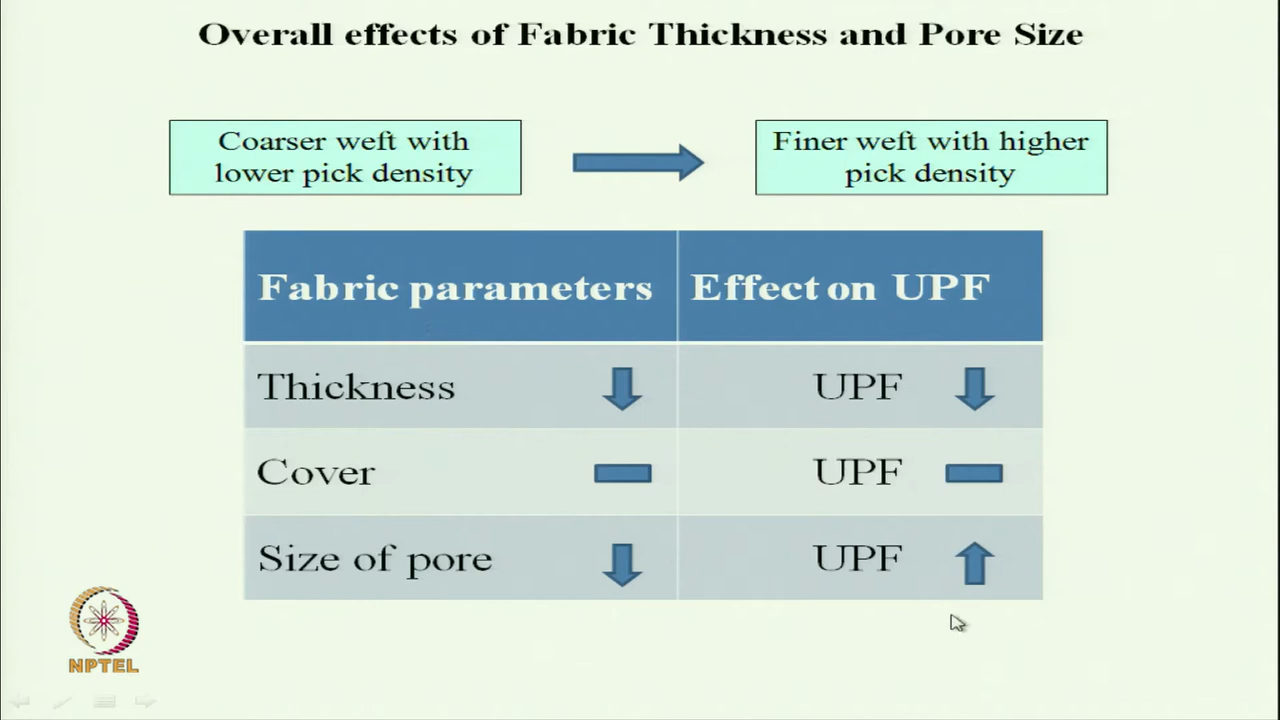 Overall effects of Fabric Thickness and Pore Size
Coarser weft with
lower pick density
Finer weft with higher
pick density
Fabric parameters
Effect on UPF
Thickness
UPF
Cover
UPF
Size of pore
UPF
NPTEL